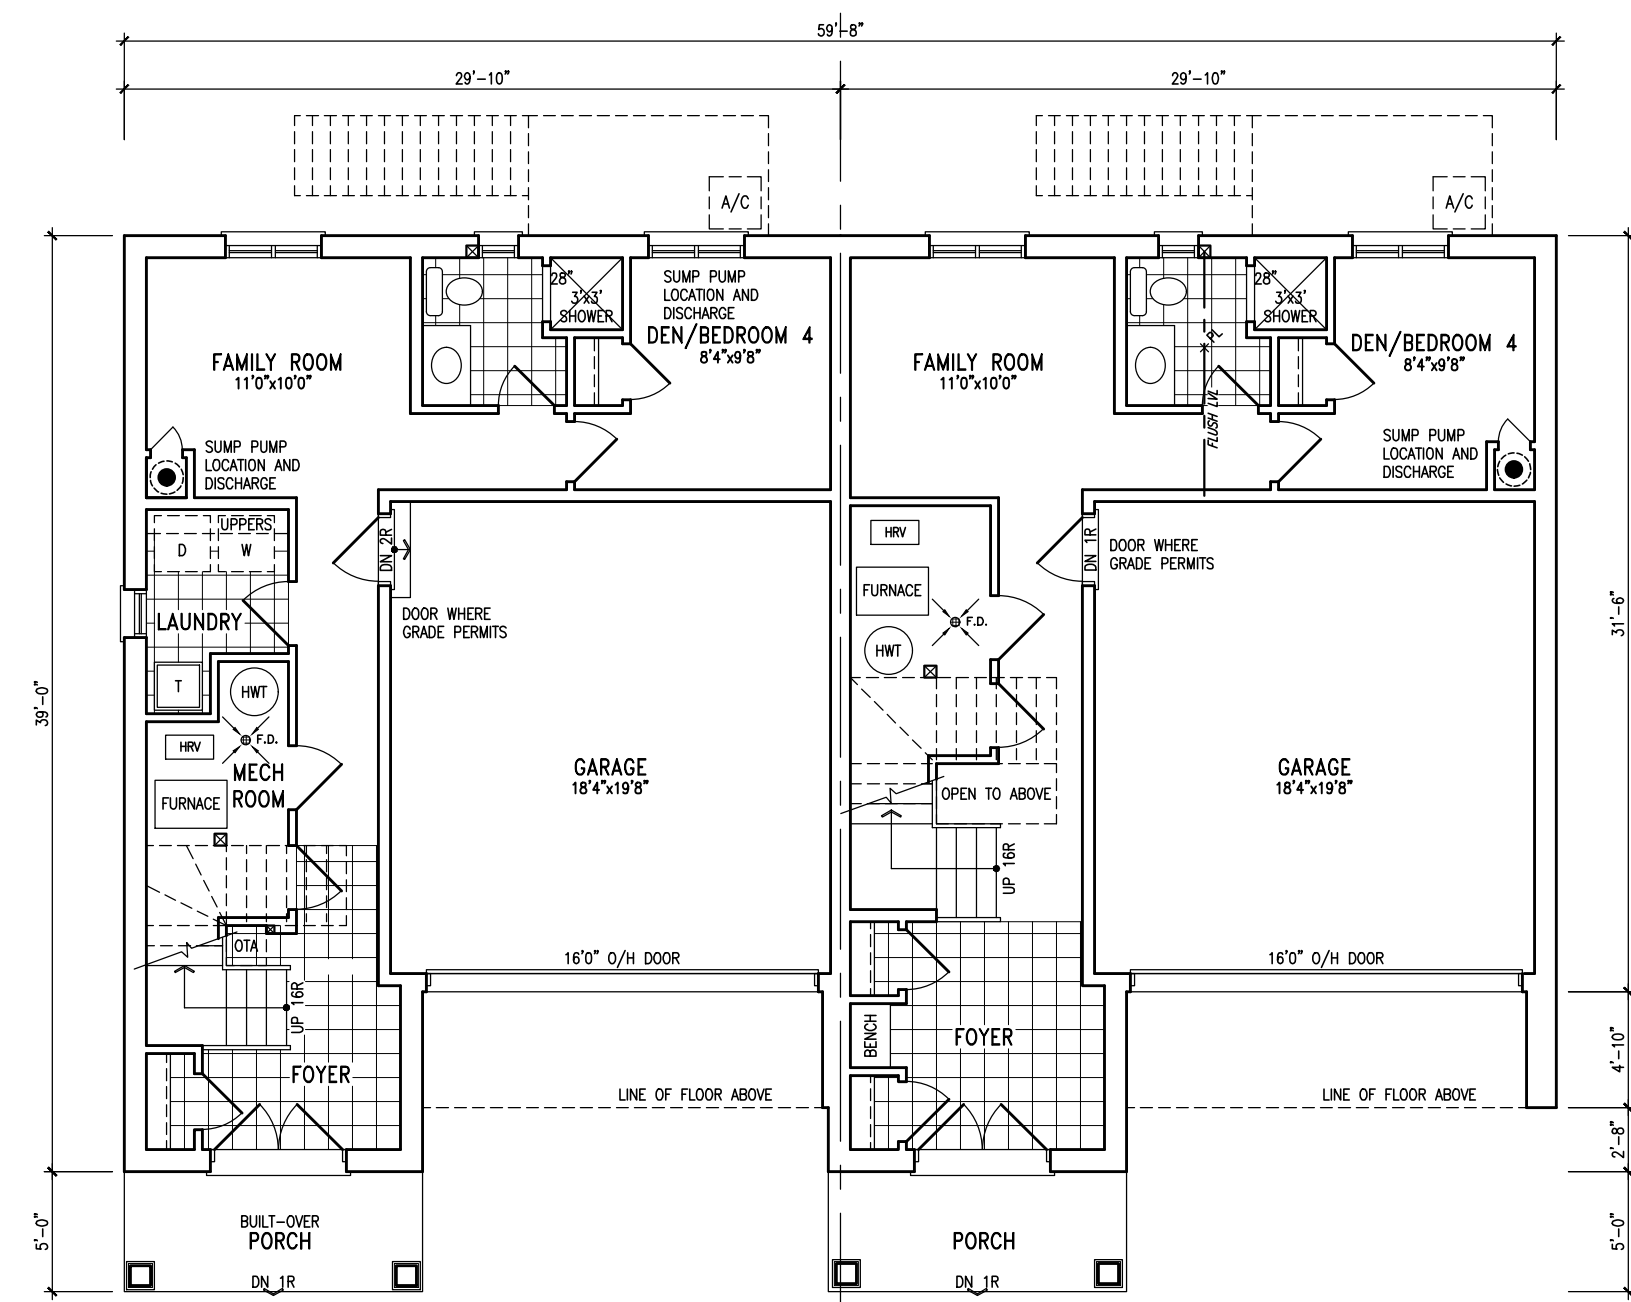 59'-8"
29'-10"
29'-10"
A/C
A/C
28"
3'x3'
SHOWER
SUMP PUMP
LOCATION AND
DISCHARGE
DEN/BEDROOM 4
8'4"x9'8"
FAMILY ROOM
11'0"x10'0"
SUMP PUMP
LOCATION AND
DISCHARGE
28"
3'x3'
SHOWER
PL
FLUSH LVL
DEN/BEDROOM 4
8'4"x9'8"
FAMILY ROOM
11'0"x10'0"
SUMP PUMP
LOCATION AND
DISCHARGE
UPPERS
D
W
LAUNDRY
T
DN 2R
DOOR WHERE
GRADE PERMITS
HRV
FURNACE
HWT
F.D.
DN 1R
DOOR WHERE
GRADE PERMITS
39'-0"
31'-6"
HWT
HRV
F.D.
MECH
ROOM
FURNACE
GARAGE
18'4"x19'8"
OPEN TO ABOVE
UP 16R
GARAGE
18'4"x19'8"
OTA
UP 16R
16'0" O/H DOOR
16'0" O/H DOOR
FOYER
BENCH
FOYER
LINE OF FLOOR ABOVE
LINE OF FLOOR ABOVE
4'-10"
2'-8"
5'-0"
5'-0"
BUILT-OVER
PORCH
DN 1R
PORCH
DN 1R